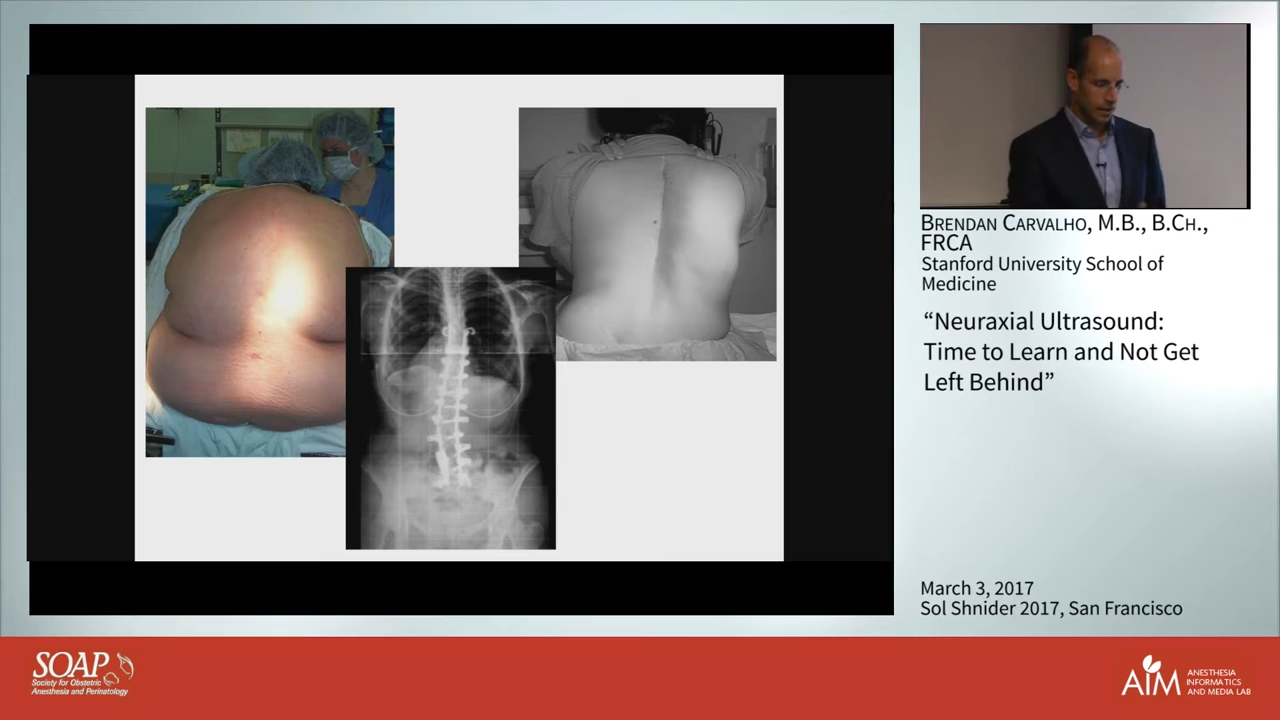 BRENDAN CARVALHO, M.B., B.CH.,
FRCA
Stanford University School of
Medicine
“Neuraxial Ultrasound:
Time to Learn and Not Get
Left Behind”
March 3, 2017
Sol Shnider 2017, San Francisco
SOAP
Society for Obstetric
Anesthesia and Perinatology
AIM
ANESTHESIA
INFORMATICS
AND MEDIA LAB